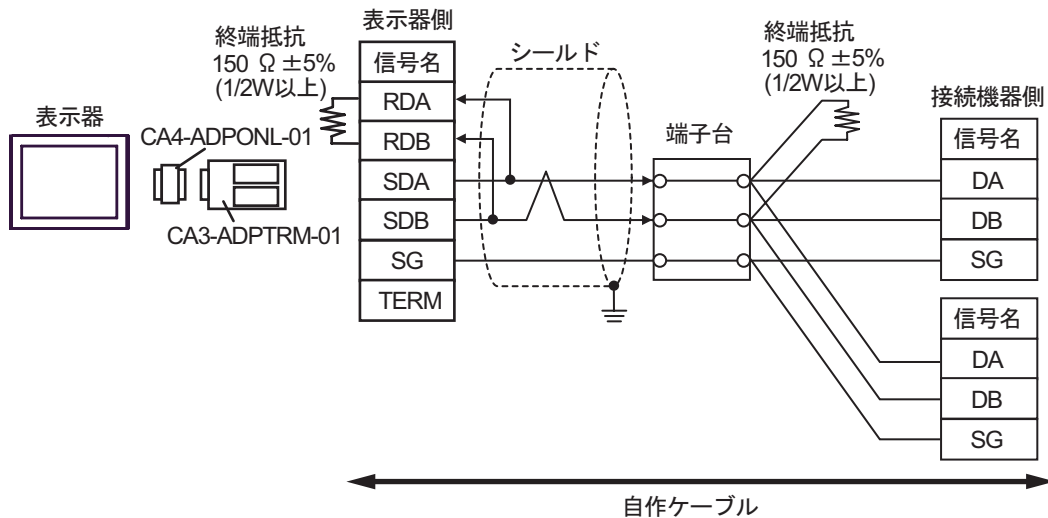 表示器
CA4-ADPONL-01
CA3-ADPTRM-01
終端抵抗
150 Ω ±5%
(1/2W以上)
表示器側
信号名
RDA
RDB
SDA
SDB
SG
TERM
シールド
端子台
終端抵抗
150 Ω ±5%
(1/2W以上)
接続機器側
信号名
DA
DB
SG
信号名
DA
DB
SG
自作ケーブル